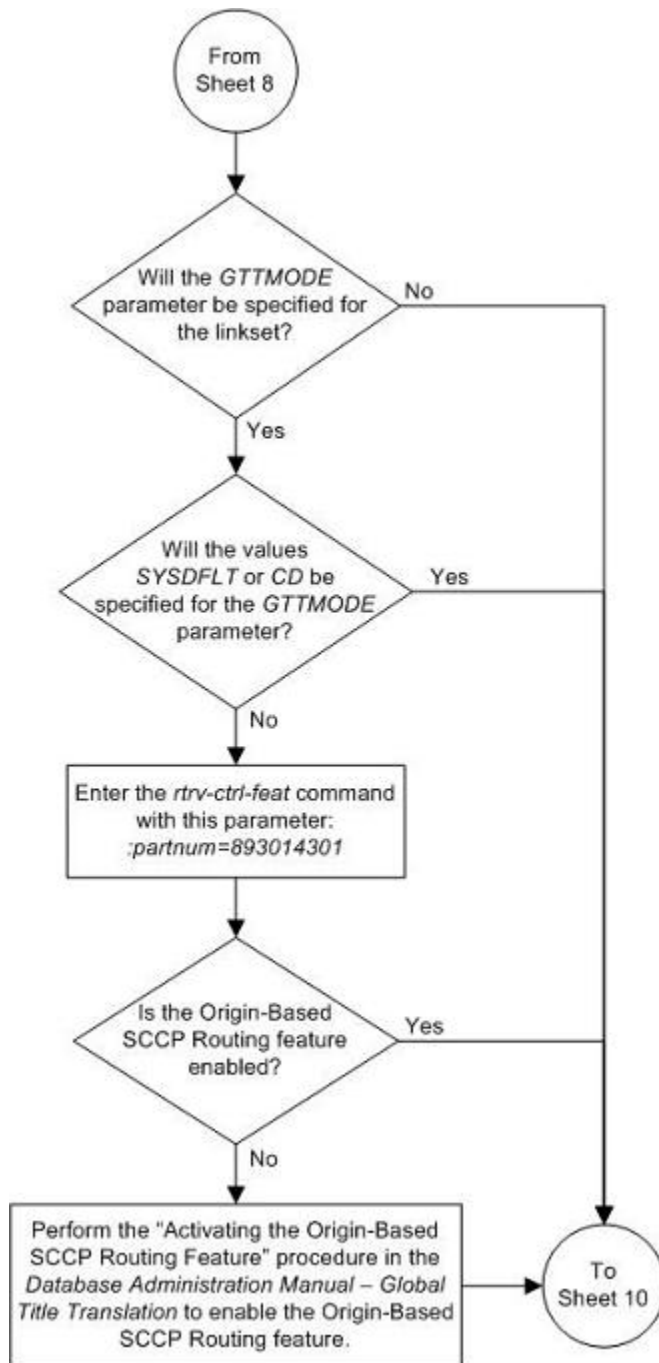 From
Sheet 8
Will the GTTMODE
parameter be specified for
the linkset?
No
Yes
Will the values
SYSDFLT or CD be
specified for the GTTMODE
parameter?
Yes
No
Enter the rtrv-ctrl-feat command
with this parameter:
:partnum=893014301
Is the Origin-Based
SCCP Routing feature
enabled?
Yes
No
Perform the “Activating the Origin-Based
SCCP Routing Feature” procedure in the
Database Administration Manual – Global
Title Translation to enable the Origin-Based
SCCP Routing feature.
To
Sheet 10